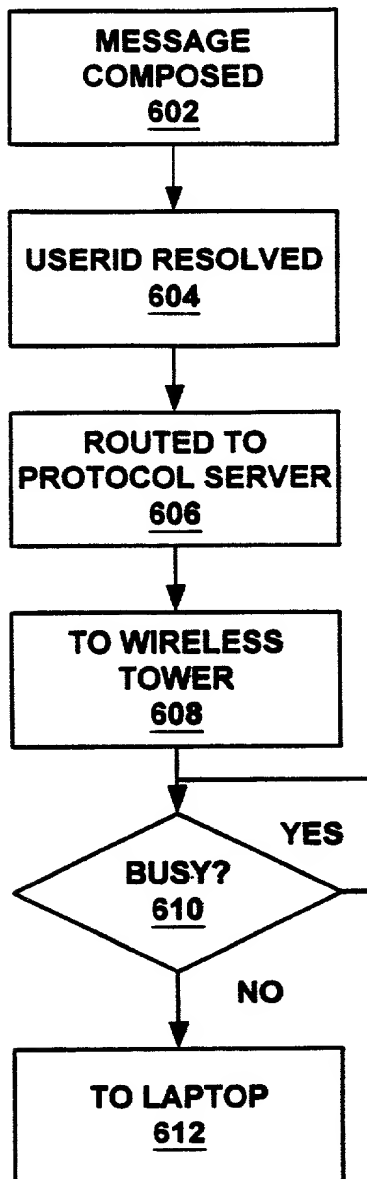 MESSAGE
COMPOSED
602
USERID RESOLVED
604
ROUTED TO
PROTOCOL SERVER
606
TO WIRELESS
TOWER
608
YES
BUSY?
610
NO
TO LAPTOP
612